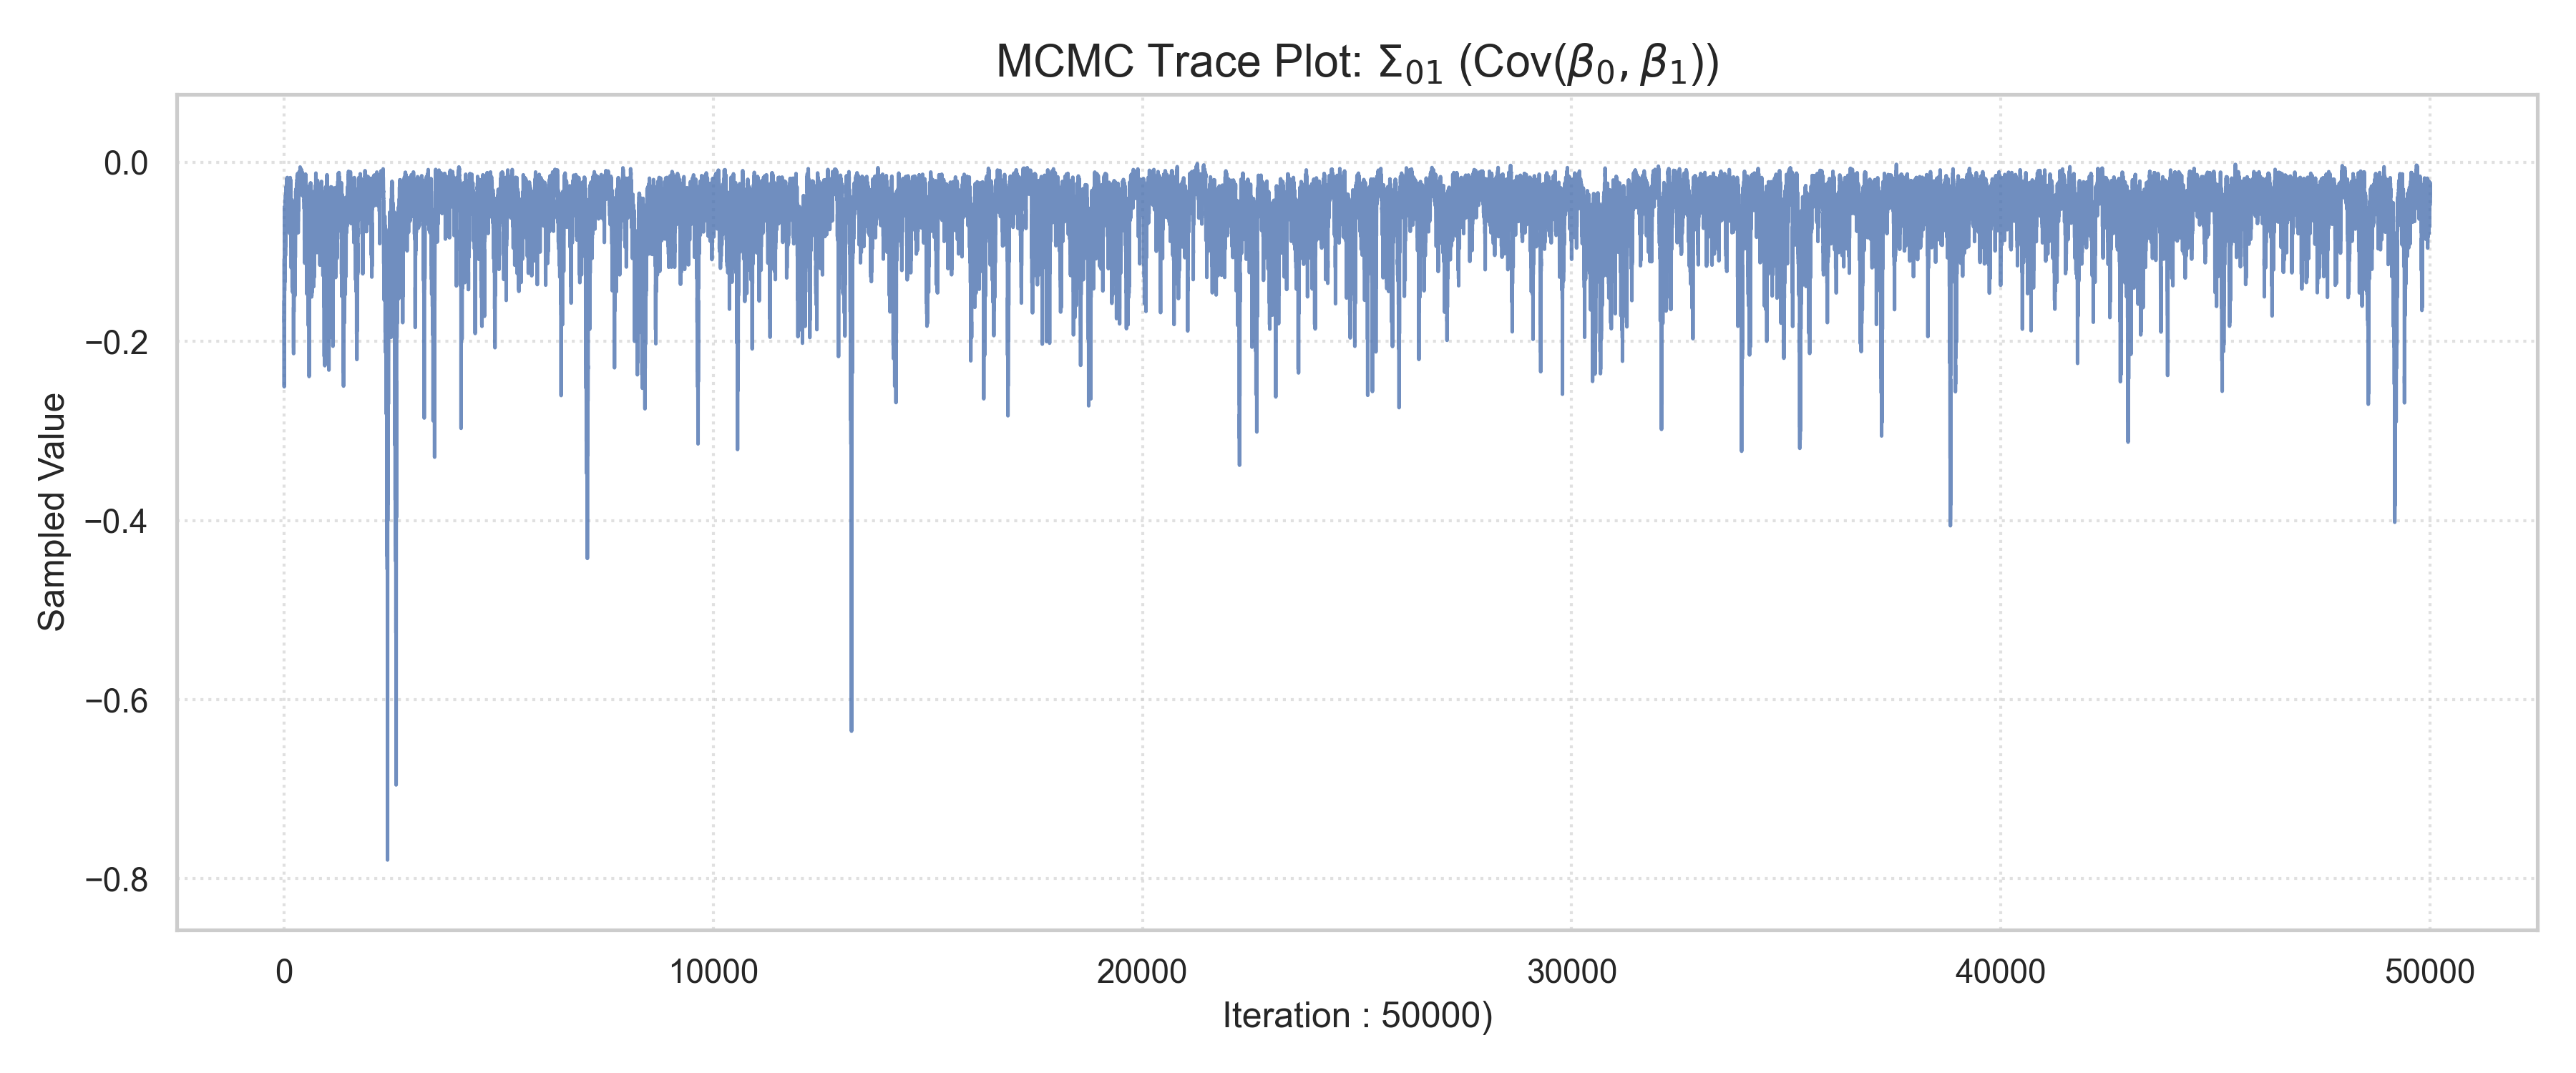 MCMC Trace Plot: Σ₀₁ (Cov(β₀, β₁))
0.0
−0.2
−0.4
−0.6
−0.8
Sampled Value
0 10000 20000 30000 40000 50000
Iteration : 50000)